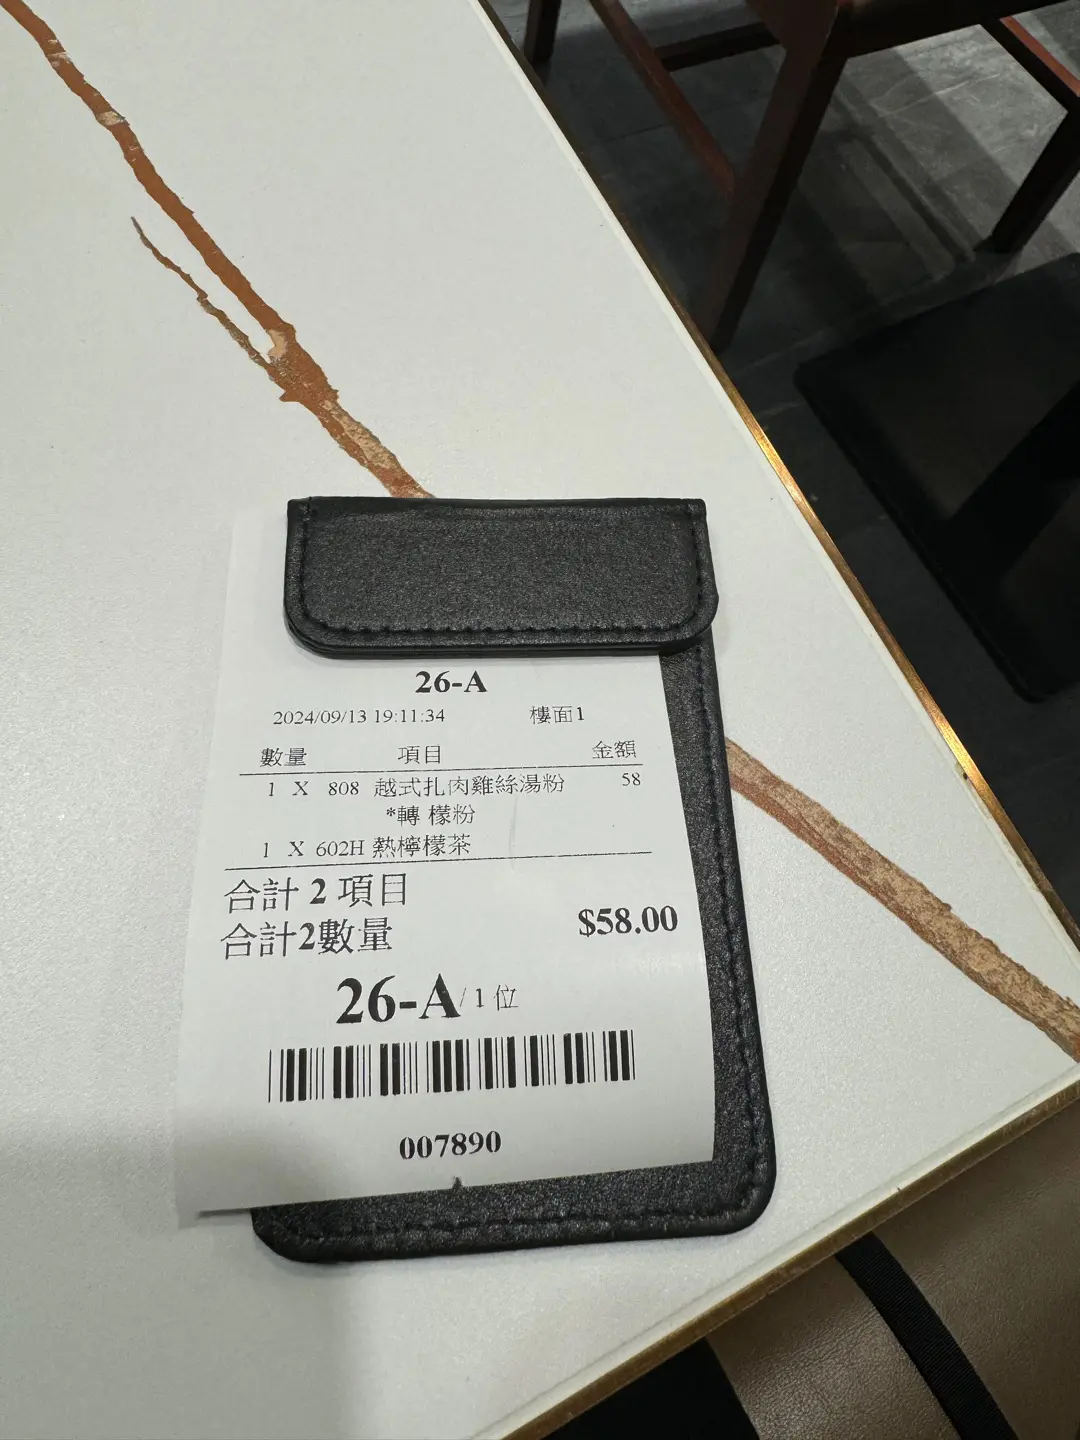 26-A
2024/09/13 19:11:34 樓面1
數量 項目 金額
1 X 808 越式扎肉雞絲湯粉 58
*轉 檬粉
1 X 602H 熱檸檬茶
合計 2 項目
合計2數量 $58.00
26-A/ 1 位
007890